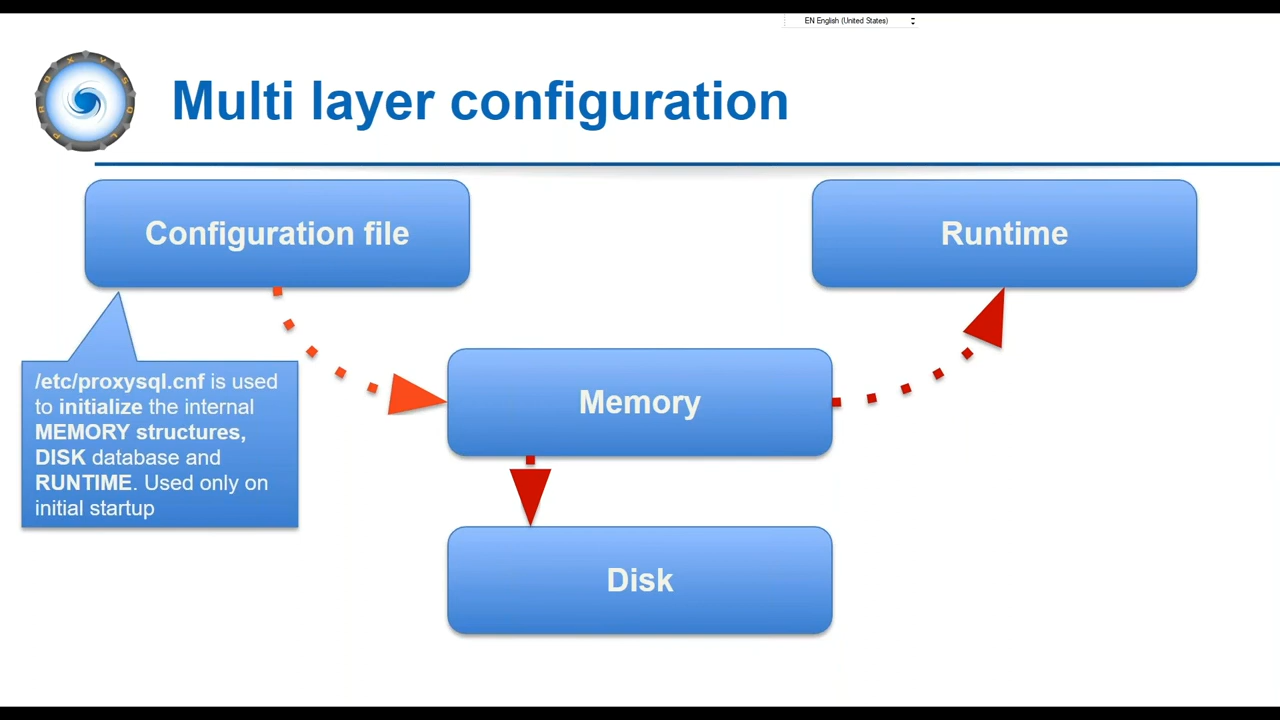 EN English (United States)
PROXYSQL
Multi layer configuration
Configuration file
Runtime
/etc/proxysql.cnf is used
to initialize the internal
MEMORY structures,
DISK database and
RUNTIME. Used only on
initial startup
Memory
Disk